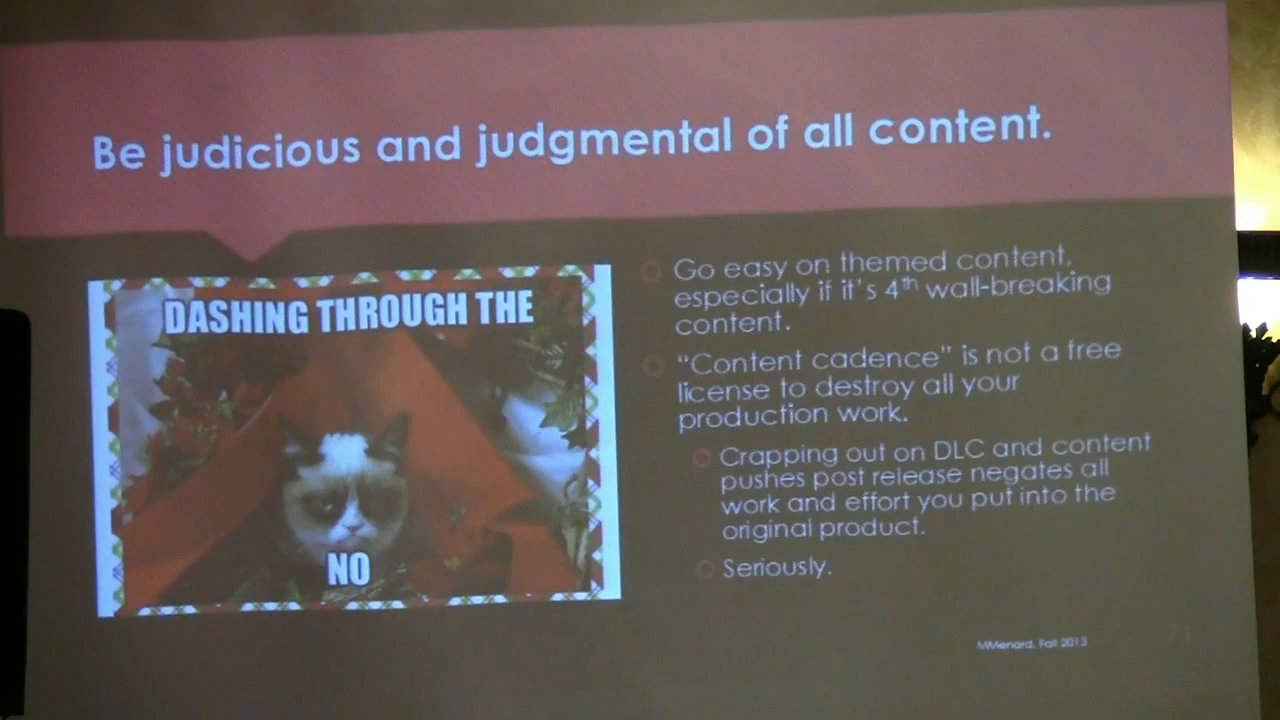 Be judicious and judgmental of all content.
DASHING THROUGH THE
NO
Go easy on themed content,
especially if it's 4th wall-breaking
content.
“Content cadence” is not a free
license to destroy all your
production work.
Crapping out on DLC and content
pushes post release negates all
work and effort you put into the
original product.
Seriously.
MMenard, Fall 2013
71